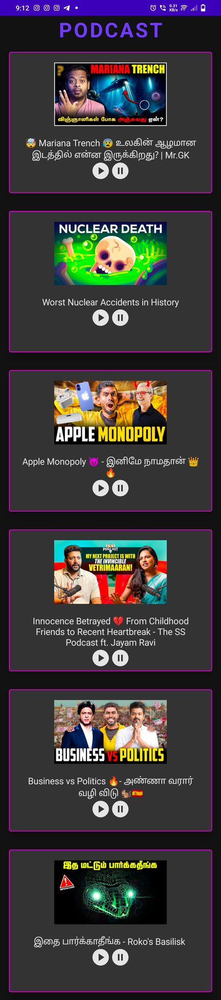 9:12
0.31
KB/s
PODCAST
?
MARIANA TRENCH
விஞ்ஞானிகள் போக அஞ்சுவது ஏன்?
🤯 Mariana Trench 😰 உலகின் ஆழமான
இடத்தில் என்ன இருக்கிறது? | Mr.GK
NUCLEAR DEATH
Worst Nuclear Accidents in History
APPLE MONOPOLY
Apple Monopoly 😈 - இனிமே நாமதான் 👑
🔥
PODCAST
MY NEXT PROJECT IS WITH
THE INVINCIBLE
VETRIMAARAN!
Innocence Betrayed 💔 From Childhood
Friends to Recent Heartbreak - The SS
Podcast ft. Jayam Ravi
BUSINESS VS POLITICS
Business vs Politics 🔥- அண்ணா வரார்
வழி விடு 🐿️🇪🇸
இத மட்டும் பார்க்கதீங்க
INFOHAZARD
இதை பார்க்காதீங்க - Roko's Basilisk